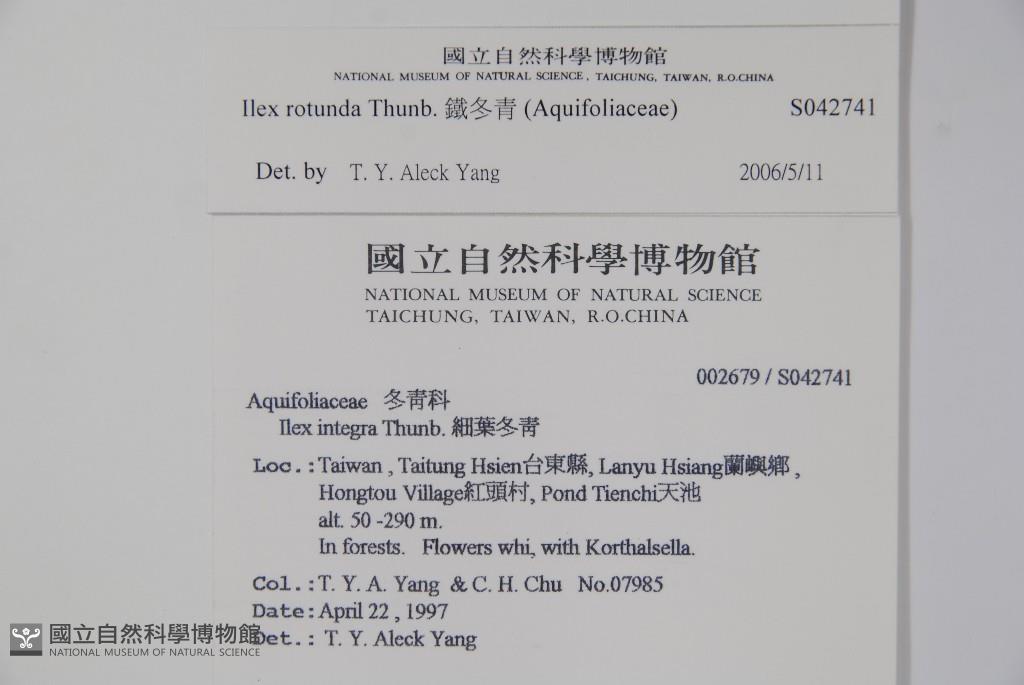 國立自然科學博物館
NATIONAL MUSEUM OF NATURAL SCIENCE, TAICHUNG, TAIWAN, R.O.CHINA
Ilex rotunda Thunb. 鐵冬青 (Aquifoliaceae) S042741
Det. by T. Y. Aleck Yang 2006/5/11
國立自然科學博物館
NATIONAL MUSEUM OF NATURAL SCIENCE
TAICHUNG, TAIWAN, R.O.CHINA
002679 / S042741
Aquifoliaceae 冬青科
Ilex integra Thunb. 細葉冬青
Loc.:Taiwan , Taitung Hsien台東縣, Lanyu Hsiang蘭嶼鄉 ,
Hongtou Village紅頭村, Pond Tienchi天池
alt. 50 -290 m.
In forests. Flowers whi, with Korthalsella.
Col.:T. Y. A. Yang & C. H. Chu No.07985
Date:April 22 , 1997
Det.: T. Y. Aleck Yang
國立自然科學博物館
NATIONAL MUSEUM OF NATURAL SCIENCE